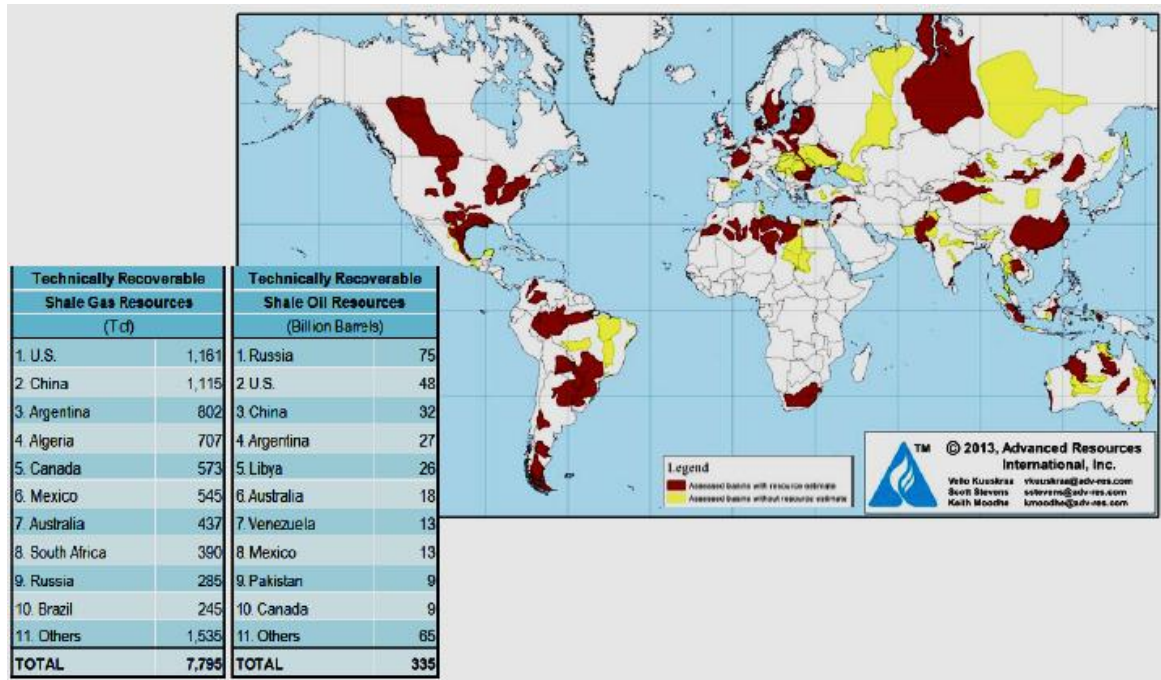 Technically Recoverable
Shale Gas Resources
(Tcf)
1. U.S. 1,161
2. China 1,115
3. Argentina 802
4. Algeria 707
5. Canada 573
6. Mexico 545
7. Australia 437
8. South Africa 390
9. Russia 285
10. Brazil 245
11. Others 1,535
TOTAL 7,795
Technically Recoverable
Shale Oil Resources
(Billion Barrels)
1. Russia 75
2. U.S. 48
3. China 32
4. Argentina 27
5. Libya 26
6. Australia 18
7. Venezuela 13
8. Mexico 13
9. Pakistan 9
10. Canada 9
11. Others 65
TOTAL 335
Legend
Assessed basins with resource estimate
Assessed basins without resource estimate
TM
© 2013, Advanced Resources
International, Inc.
Vello Kuuskraa vkuuskraa@adv-res.com
Scott Stevens sstevens@adv-res.com
Keith Moodhe kmoodhe@adv-res.com